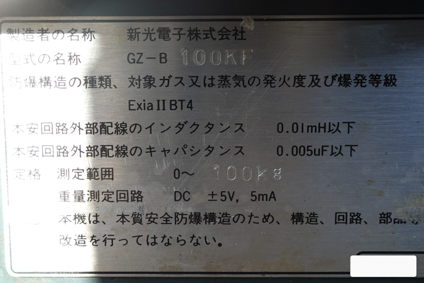 製造者の名称 新光電子株式会社
型式の名称 GZ-B 100KF
防爆構造の種類、対象ガス又は蒸気の発火度及び爆発等級
ExiaⅡBT4
本安回路外部配線のインダクタンス 0.01mH以下
本安回路外部配線のキャパシタンス 0.005uF以下
定格 測定範囲 0～ 100kg
重量測定回路 DC ±5V, 5mA
本機は、本質安全防爆構造のため、構造、回路、部品
改造を行ってはならない。